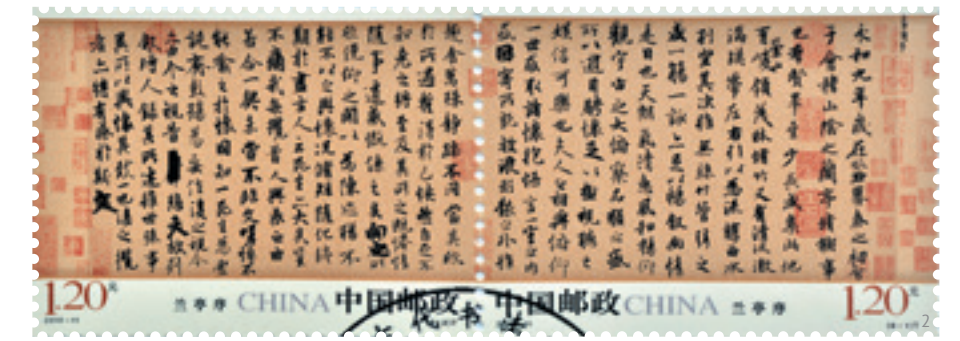 永和九年歲在癸丑暮春之初會
于會稽山陰之蘭亭脩稧事
也羣賢畢至少長咸集此地
有崇山峻領茂林脩竹又有清流激
湍暎帶左右引以為流觴曲水
列坐其次雖無絲竹管弦之
盛一觴一詠亦足以暢敘幽情
是日也天朗氣清惠風和暢仰
觀宇宙之大俯察品類之盛
所以遊目騁懷足以極視聽之
娛信可樂也夫人之相與俯仰
一世或取諸懷抱悟言一室之內
或因寄所託放浪形骸之外雖
趣舍萬殊靜躁不同當其欣
於所遇蹔得於己怏然自足不
知老之將至及其所之既惓情
隨事遷感慨係之矣向之所
欣俛仰之閒以為陳迹猶不
能不以之興懷況脩短隨化終
期於盡古人云死生亦大矣豈
不痛哉每攬昔人興感之由
若合一契未嘗不臨文嗟悼不
能喻之於懷固知一死生為虛
誕齊彭殤為妄作後之視今
亦由今之視昔悲夫故列
敘時人錄其所述雖世殊事
異所以興懷其致一也後之攬
者亦將有感於斯文
1.20元 兰亭序 CHINA 中国邮政
中国邮政 CHINA 兰亭序 1.20元
2